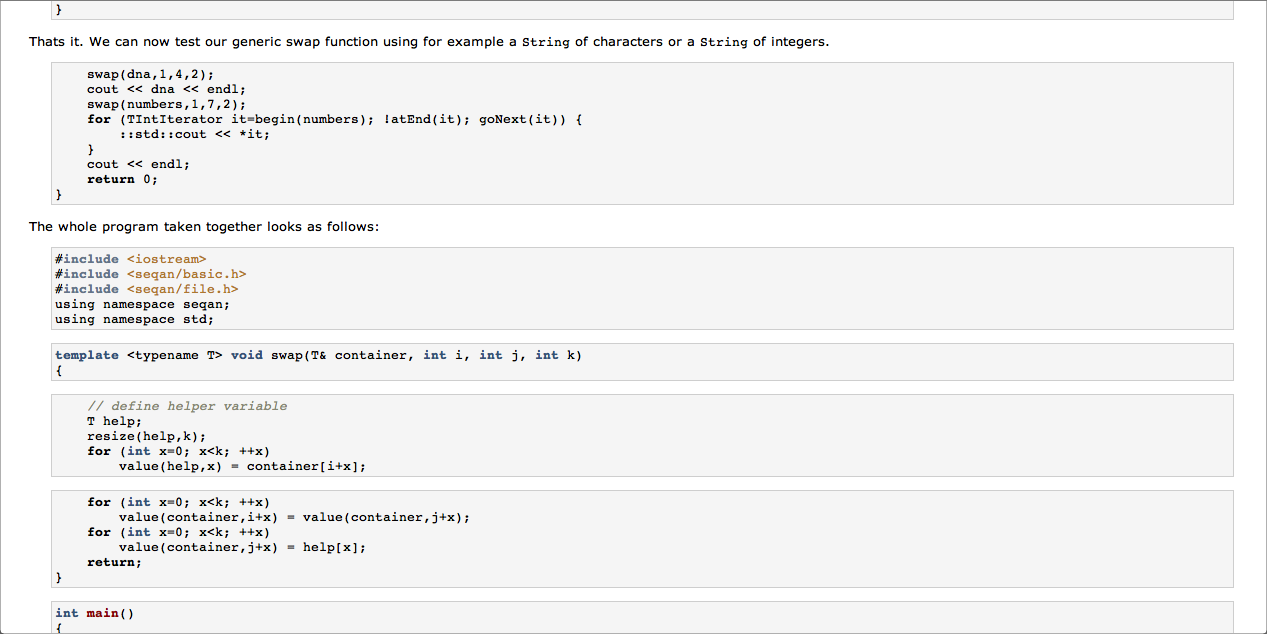 }
Thats it. We can now test our generic swap function using for example a String of characters or a String of integers.
    swap(dna,1,4,2);
    cout << dna << endl;
    swap(numbers,1,7,2);
    for (TIntIterator it=begin(numbers); !atEnd(it); goNext(it)) {
        ::std::cout << *it;
    }
    cout << endl;
    return 0;
}
The whole program taken together looks as follows:
#include <iostream>
#include <seqan/basic.h>
#include <seqan/file.h>
using namespace seqan;
using namespace std;
template <typename T> void swap(T& container, int i, int j, int k)
{
    // define helper variable
    T help;
    resize(help,k);
    for (int x=0; x<k; ++x)
        value(help,x) = container[i+x];
    for (int x=0; x<k; ++x)
        value(container,i+x) = value(container,j+x);
    for (int x=0; x<k; ++x)
        value(container,j+x) = help[x];
    return;
}
int main()
{